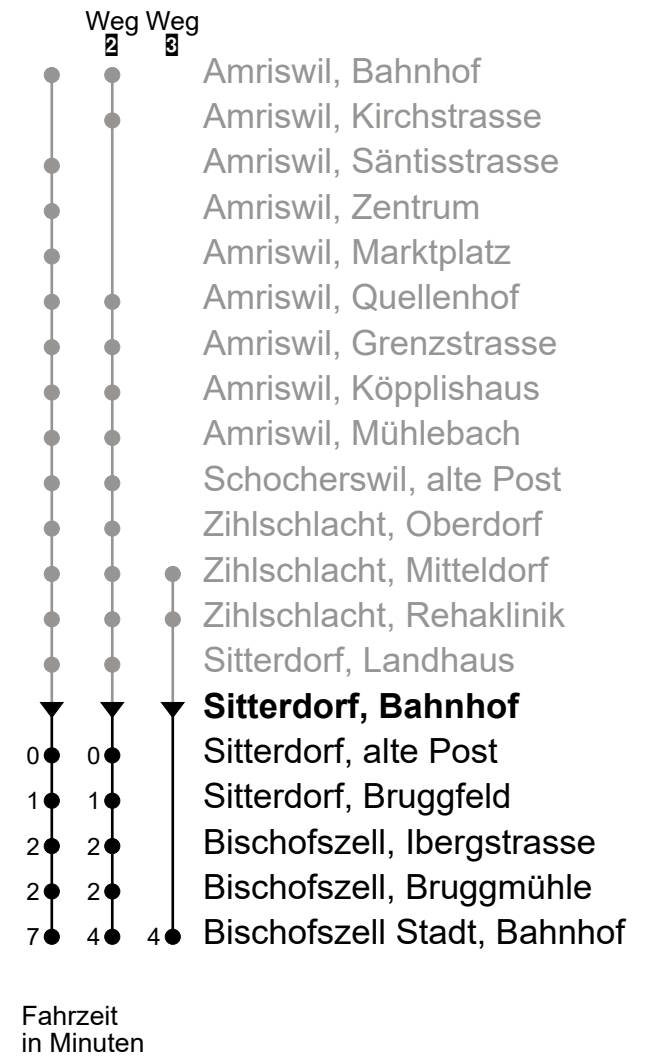 Weg Weg
2 3
Amriswil, Bahnhof
Amriswil, Kirchstrasse
Amriswil, Säntisstrasse
Amriswil, Zentrum
Amriswil, Marktplatz
Amriswil, Quellenhof
Amriswil, Grenzstrasse
Amriswil, Köpplishaus
Amriswil, Mühlebach
Schocherswil, alte Post
Zihlschlacht, Oberdorf
Zihlschlacht, Mitteldorf
Zihlschlacht, Rehaklinik
Sitterdorf, Landhaus
Sitterdorf, Bahnhof
0 0 Sitterdorf, alte Post
1 1 Sitterdorf, Bruggfeld
2 2 Bischofszell, Ibergstrasse
2 2 Bischofszell, Bruggmühle
7 4 4 Bischofszell Stadt, Bahnhof
Fahrzeit
in Minuten